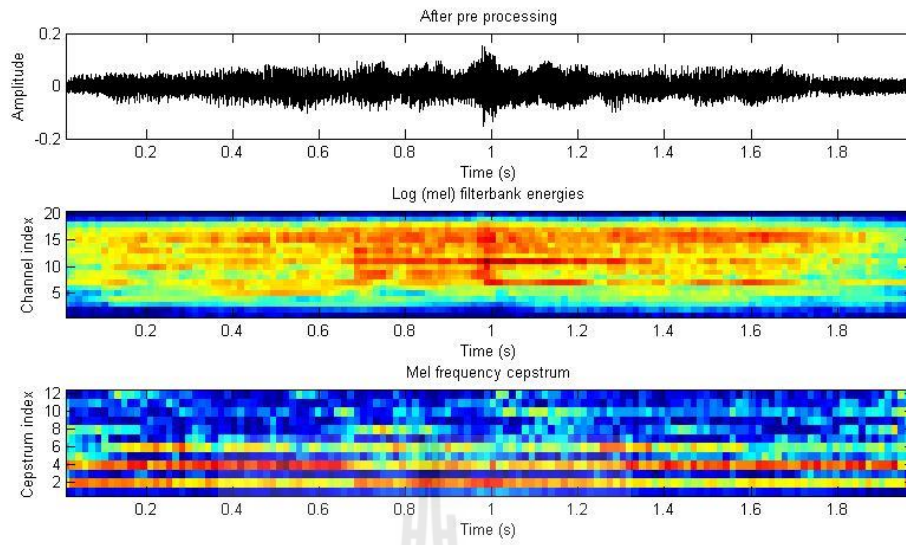 After pre processing
0.2
0
-0.2
Amplitude
0.2 0.4 0.6 0.8 1 1.2 1.4 1.6 1.8
Time (s)
Log (mel) filterbank energies
20
15
10
5
Channel index
0.2 0.4 0.6 0.8 1 1.2 1.4 1.6 1.8
Time (s)
Mel frequency cepstrum
12
10
8
6
4
2
Cepstrum index
0.2 0.4 0.6 0.8 1 1.2 1.4 1.6 1.8
Time (s)